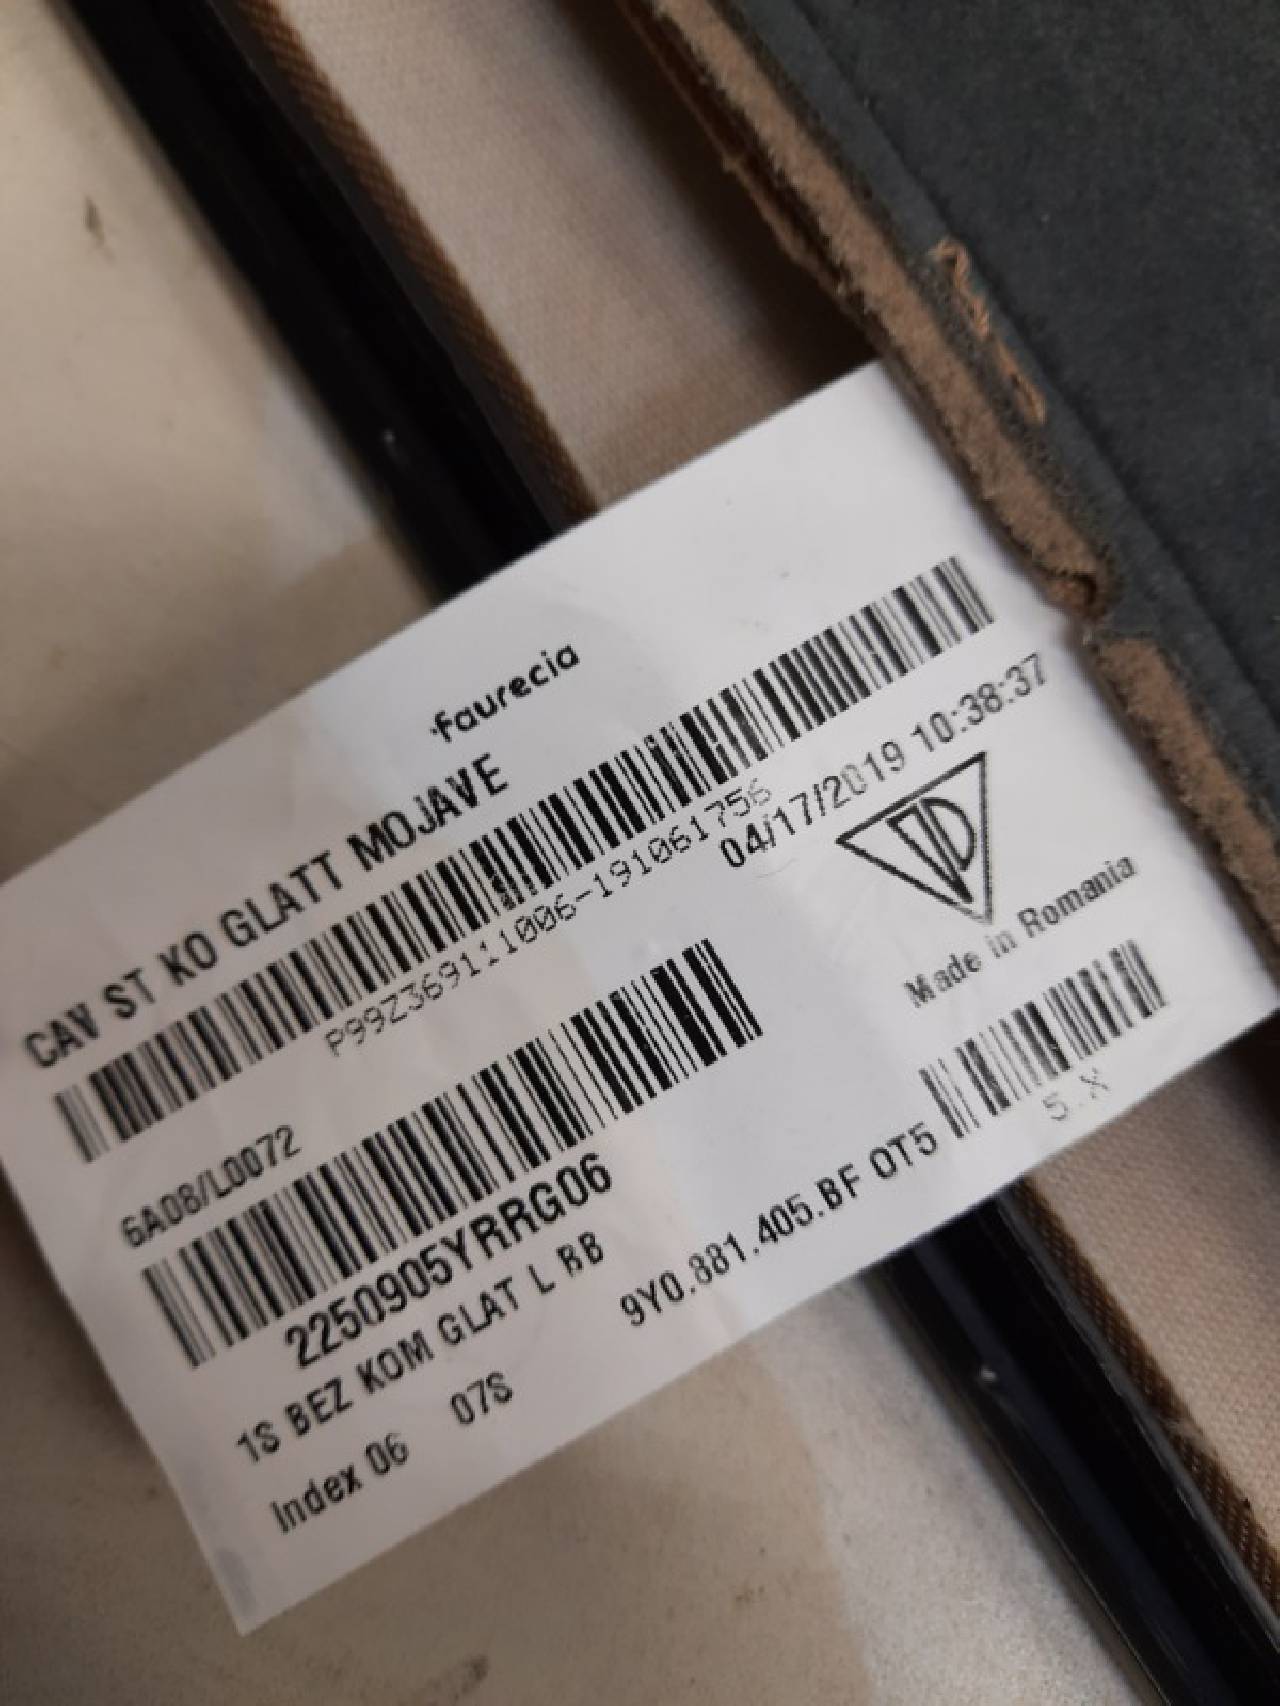 faurecia
CAV ST KO GLATT MOJAVE
P99Z369111006-191061756
04/17/2019 10:38:37
Made in Romania
6A08/L0072
2250905YRRG06
1S BEZ KOM GLAT L BB
9Y0.881.405.BF OT5
5.X
Index 06 07S